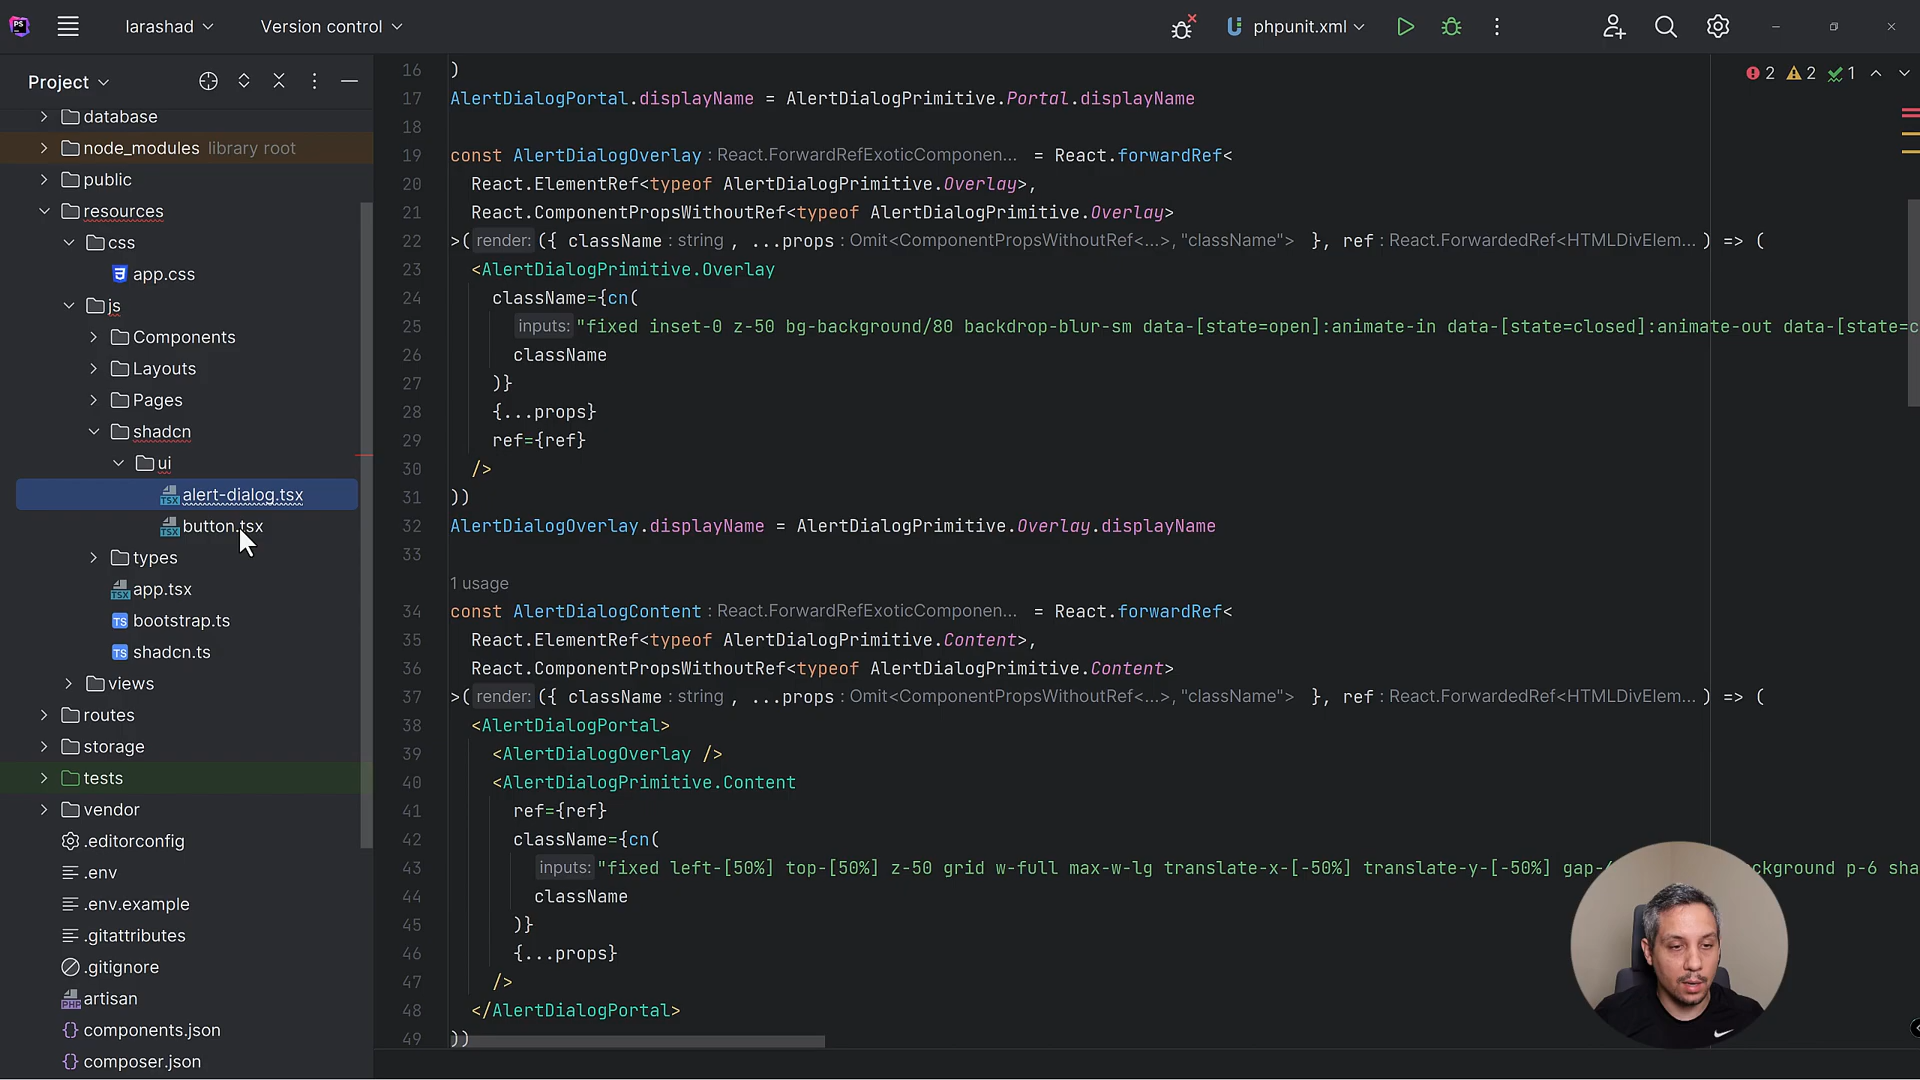 PS
larashad
Version control
phpunit.xml
Project
database
node_modules library root
public
resources
css
app.css
js
Components
Layouts
Pages
shadcn
ui
TSX alert-dialog.tsx
TSX button.tsx
types
TSX app.tsx
TS bootstrap.ts
TS shadcn.ts
views
routes
storage
tests
vendor
.editorconfig
.env
.env.example
.gitattributes
.gitignore
PHP artisan
{} components.json
{} composer.json
2 2 1
16 )
17 AlertDialogPortal.displayName = AlertDialogPrimitive.Portal.displayName
18
19 const AlertDialogOverlay : React.ForwardRefExoticComponen... = React.forwardRef<
20 React.ElementRef<typeof AlertDialogPrimitive.Overlay>,
21 React.ComponentPropsWithoutRef<typeof AlertDialogPrimitive.Overlay>
22 >( render: ({ className : string , ...props : Omit<ComponentPropsWithoutRef<...>, "className"> }, ref : React.ForwardedRef<HTMLDivElem... ) => (
23 <AlertDialogPrimitive.Overlay
24 className={cn(
25 inputs: "fixed inset-0 z-50 bg-background/80 backdrop-blur-sm data-[state=open]:animate-in data-[state=closed]:animate-out data-[state=c
26 className
27 )}
28 {...props}
29 ref={ref}
30 />
31 ))
32 AlertDialogOverlay.displayName = AlertDialogPrimitive.Overlay.displayName
33
1 usage
34 const AlertDialogContent : React.ForwardRefExoticComponen... = React.forwardRef<
35 React.ElementRef<typeof AlertDialogPrimitive.Content>,
36 React.ComponentPropsWithoutRef<typeof AlertDialogPrimitive.Content>
37 >( render: ({ className : string , ...props : Omit<ComponentPropsWithoutRef<...>, "className"> }, ref : React.ForwardedRef<HTMLDivElem... ) => (
38 <AlertDialogPortal>
39 <AlertDialogOverlay />
40 <AlertDialogPrimitive.Content
41 ref={ref}
42 className={cn(
43 inputs: "fixed left-[50%] top-[50%] z-50 grid w-full max-w-lg translate-x-[-50%] translate-y-[-50%] gap- ckground p-6 sha
44 className
45 )}
46 {...props}
47 />
48 </AlertDialogPortal>
49 ))